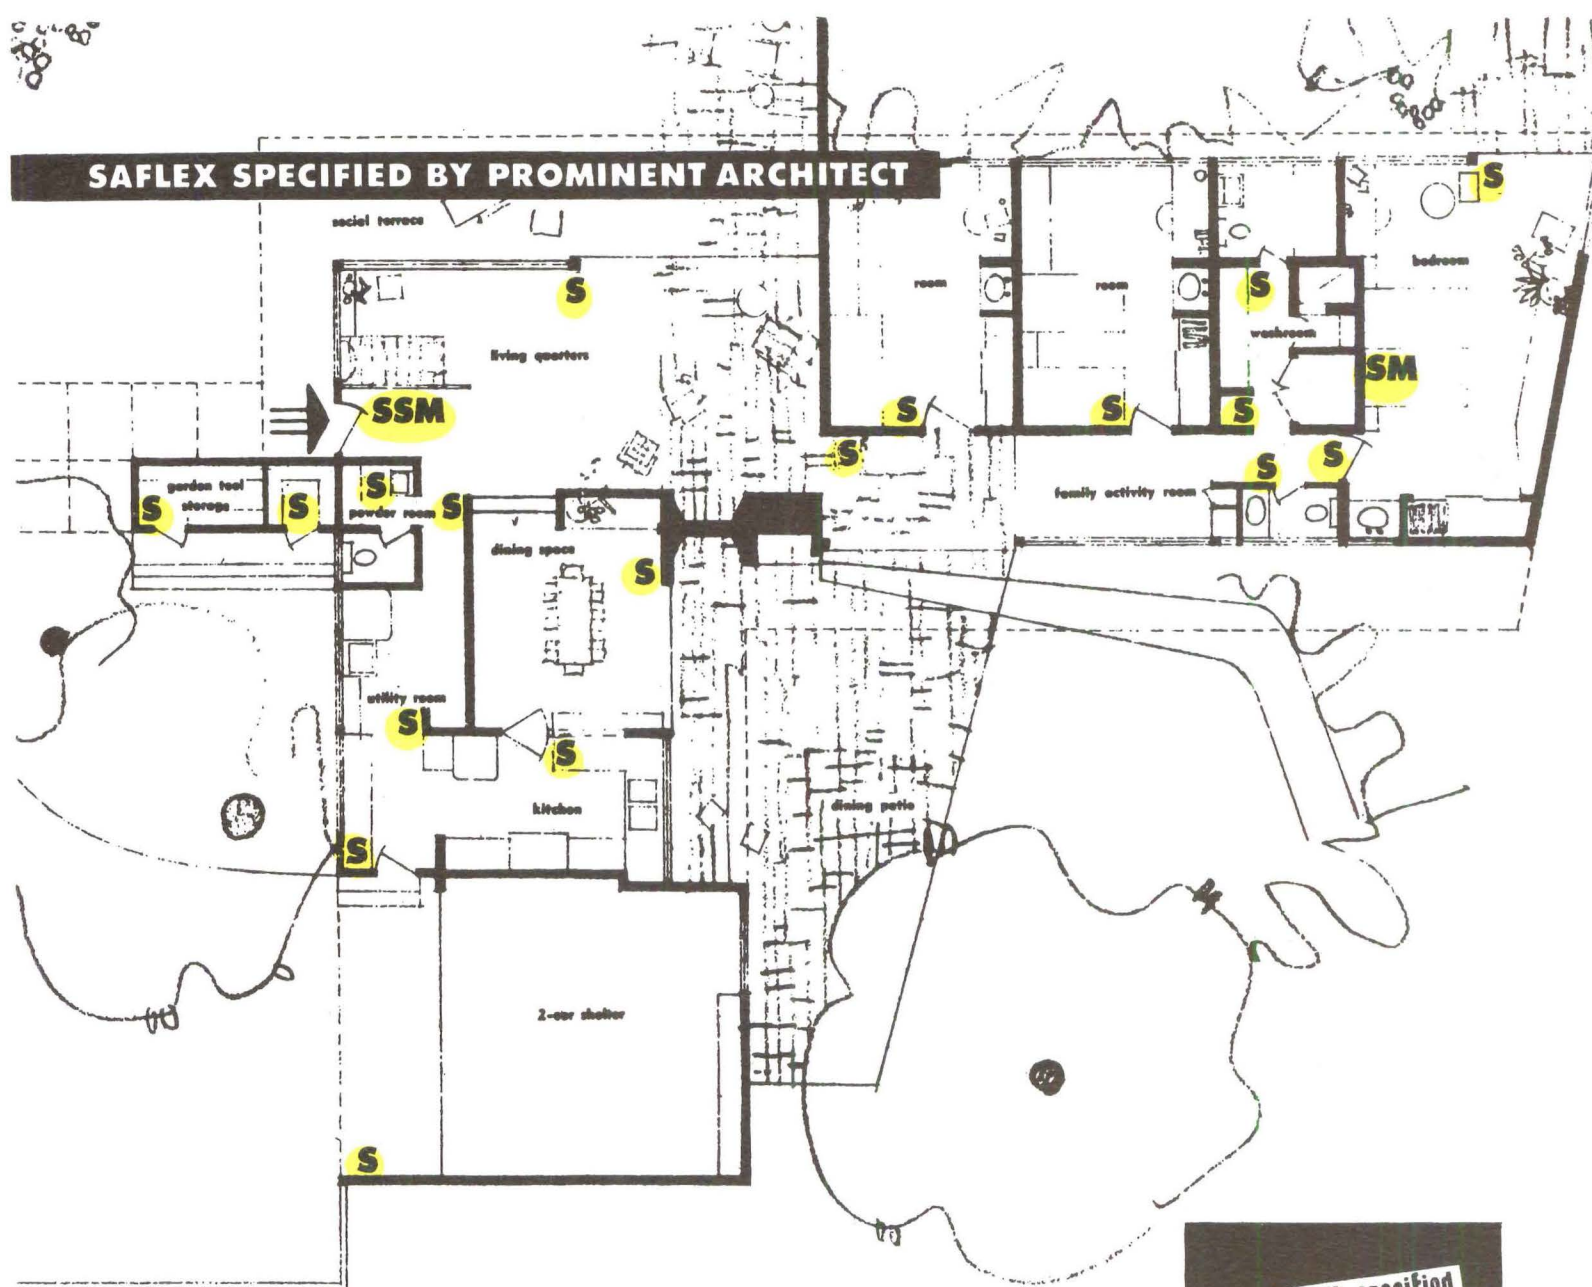 SAFLEX SPECIFIED BY PROMINENT ARCHITECT
social terrace
S
bedroom
room
room
S
S
living quarters
washroom
SM
SSM
S
S
S
S
garden tool
storage
S
powder room
S
S
S
family activity room
S
S
S
dining space
S
utility room
S
S
kitchen
dining patio
S
2-car shelter
S
specified